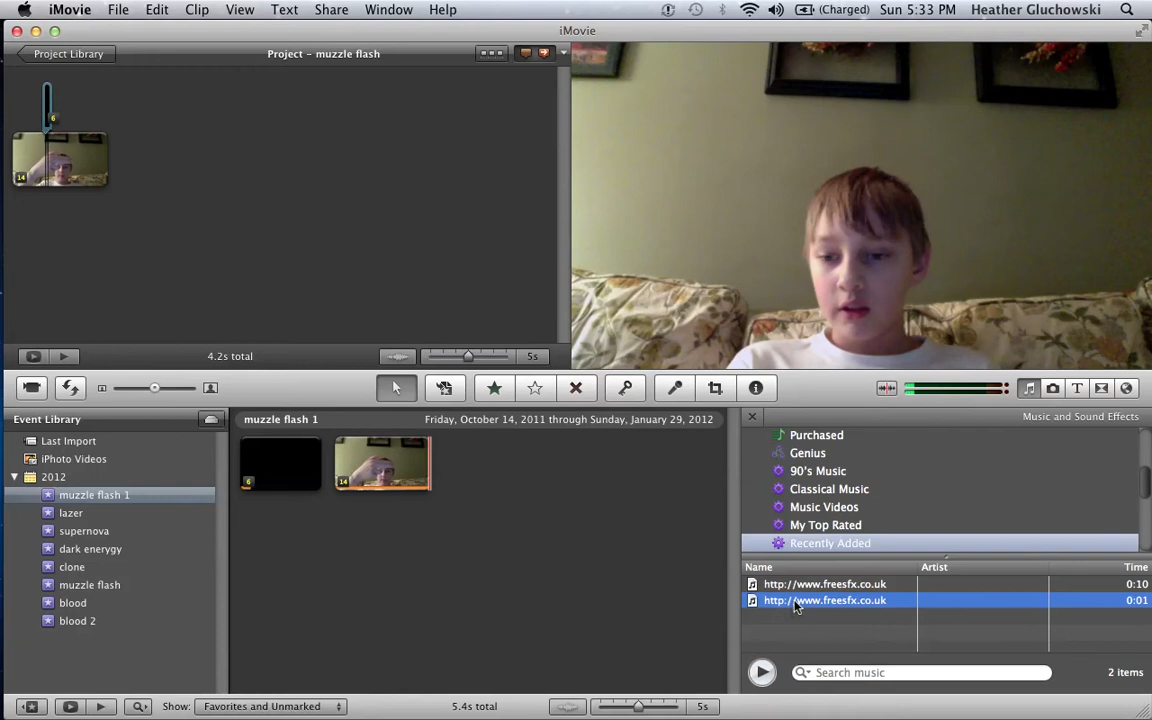 iMovie File Edit Clip View Text Share Window Help (Charged) Sun 5:33 PM Heather Gluchowski
iMovie
Project Library Project - muzzle flash
6
14
4.2s total 5s
Event Library muzzle flash 1 Friday, October 14, 2011 through Sunday, January 29, 2012 Music and Sound Effects
Last Import
iPhoto Videos
2012
muzzle flash 1
lazer
supernova
dark enerygy
clone
muzzle flash
blood
blood 2
6
14
Purchased
Genius
90's Music
Classical Music
Music Videos
My Top Rated
Recently Added
Name Artist Time
http://www.freesfx.co.uk 0:10
http://www.freesfx.co.uk 0:01
Search music 2 items
Show: Favorites and Unmarked 5.4s total 5s